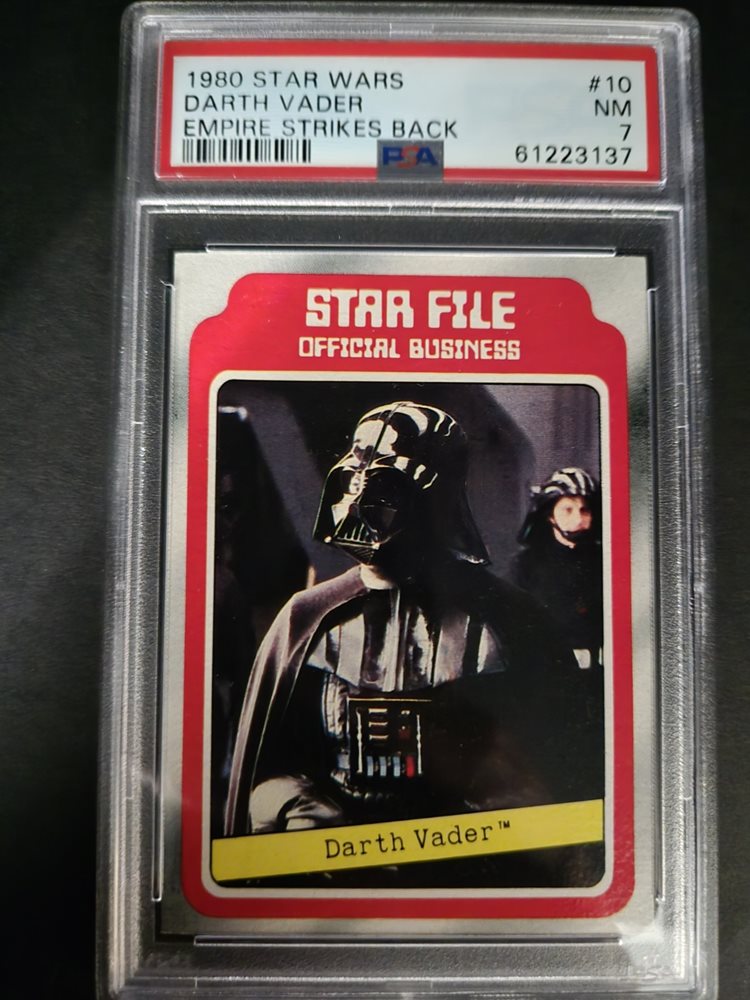 1980 STAR WARS #10
DARTH VADER NM
EMPIRE STRIKES BACK 7
PSA 61223137
STAR FILE
OFFICIAL BUSINESS
Darth Vader™